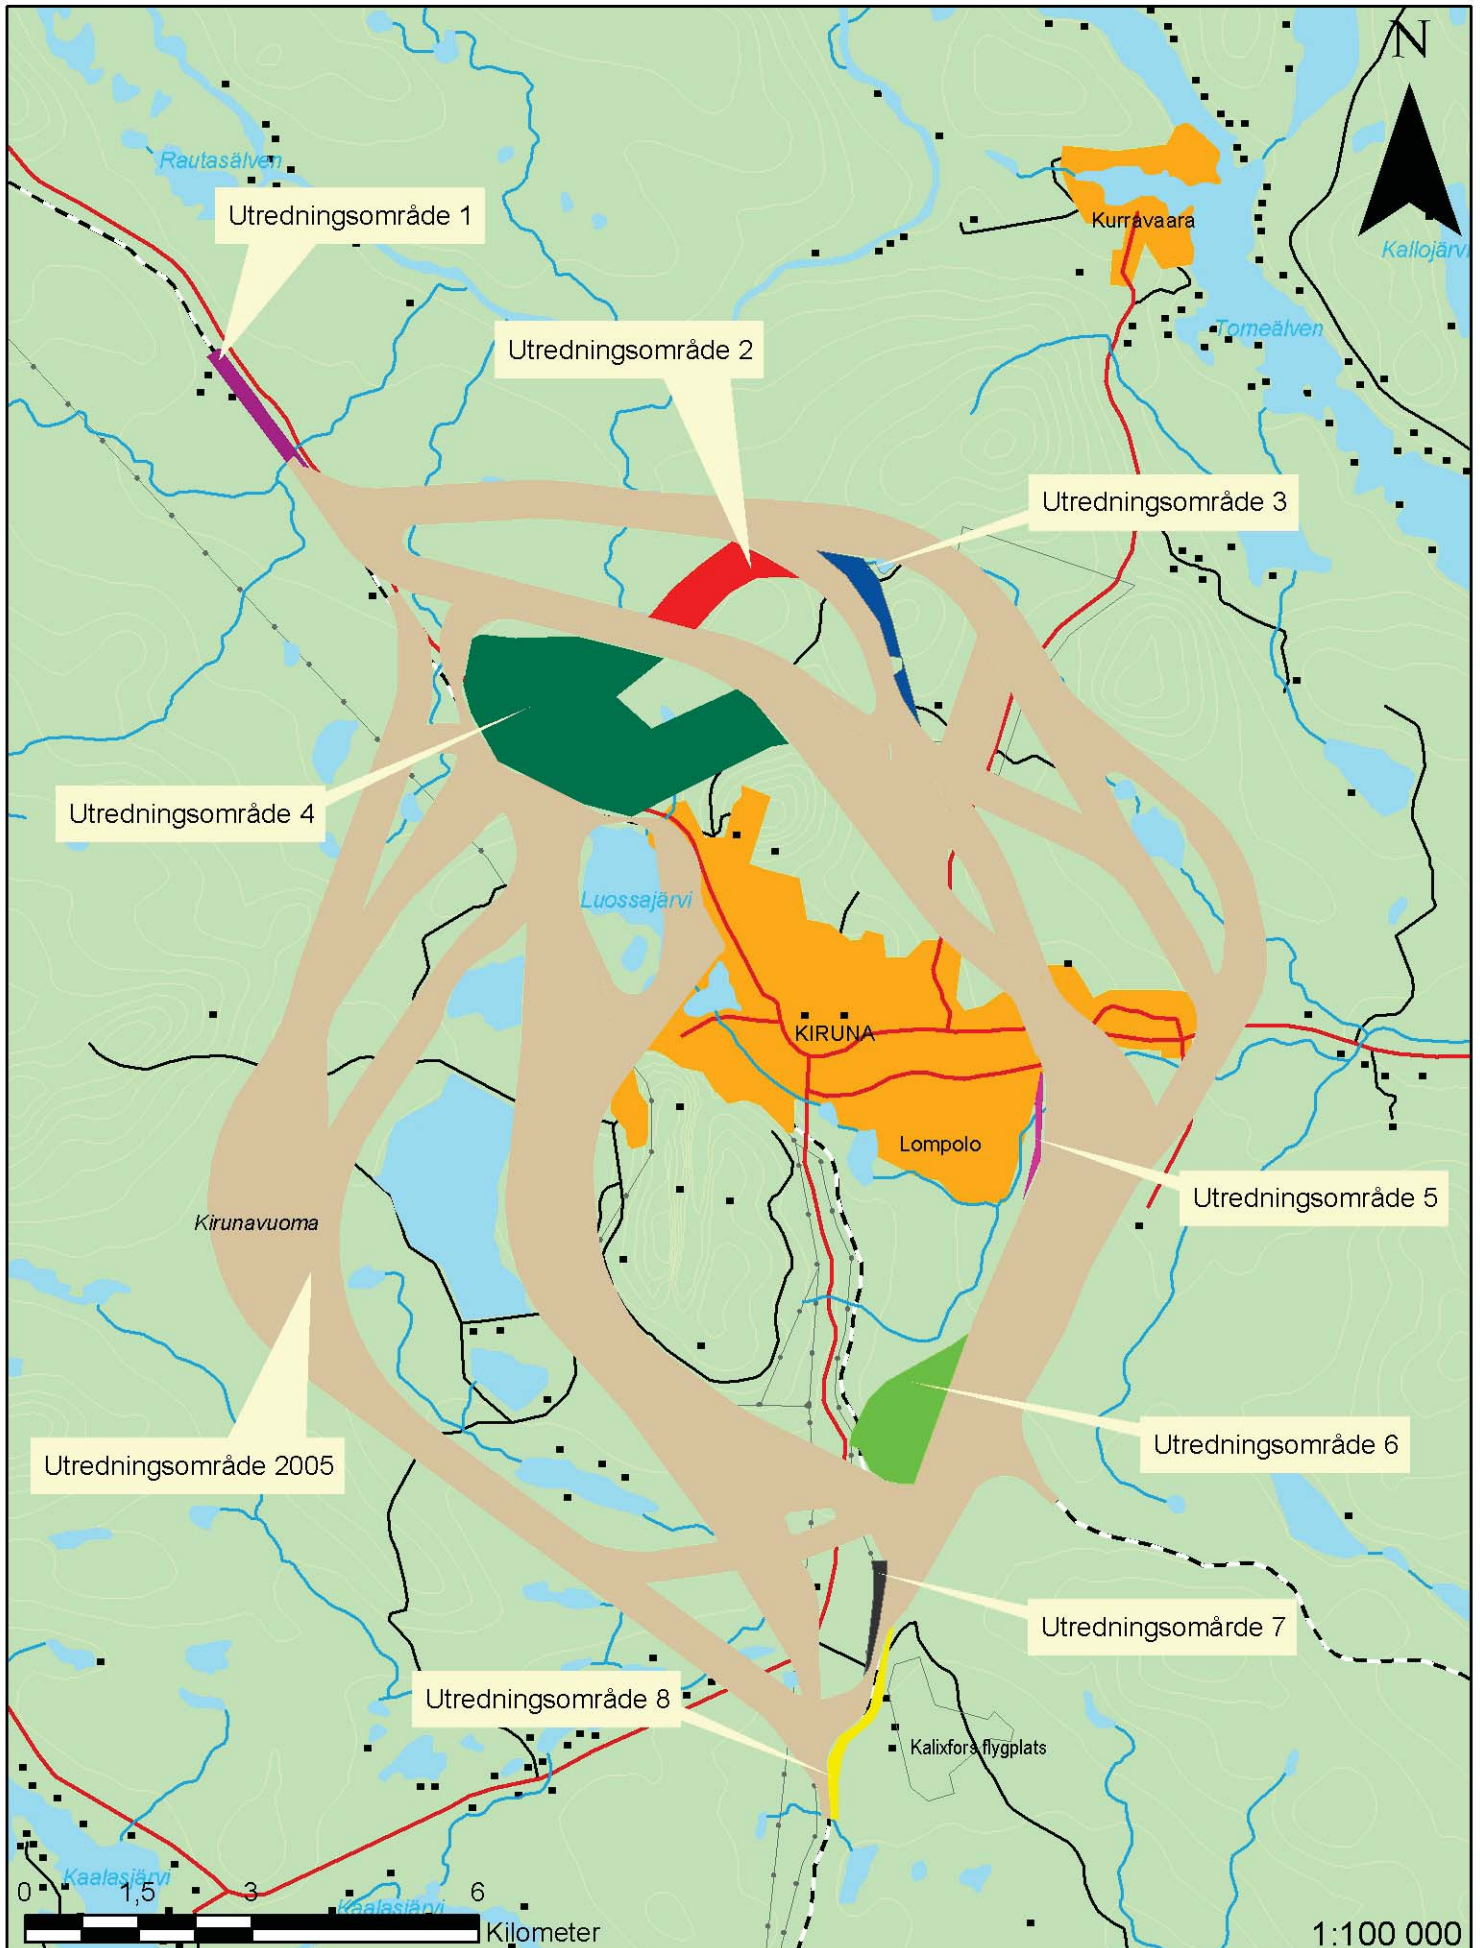 N
Rautasälven
Utredningsområde 1
Kurravaara
Kallojärvi
Torneälven
Utredningsområde 2
Utredningsområde 3
Utredningsområde 4
Luossajärvi
KIRUNA
Lompolo
Utredningsområde 5
Kirunavuoma
Utredningsområde 6
Utredningsområde 2005
Utredningsomårde 7
Utredningsområde 8
Kalixfors flygplats
Kaalasjärvi
0 1,5 3 6
Kaalasjärvi
Kilometer
1:100 000